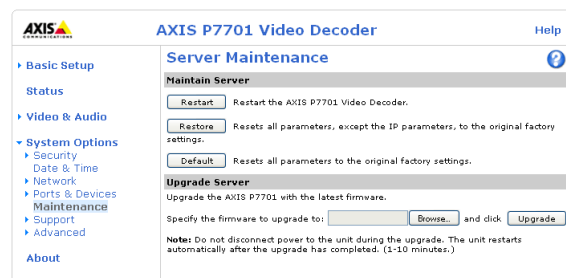 AXIS
COMMUNICATIONS
AXIS P7701 Video Decoder
Help
Basic Setup
Status
Video & Audio
System Options
Security
Date & Time
Network
Ports & Devices
Maintenance
Support
Advanced
About
Server Maintenance
?
Maintain Server
Restart Restart the AXIS P7701 Video Decoder.
Restore Resets all parameters, except the IP parameters, to the original factory
settings.
Default Resets all parameters to the original factory settings.
Upgrade Server
Upgrade the AXIS P7701 with the latest firmware.
Specify the firmware to upgrade to: Browse... and click Upgrade
Note: Do not disconnect power to the unit during the upgrade. The unit restarts
automatically after the upgrade has completed. (1-10 minutes.)